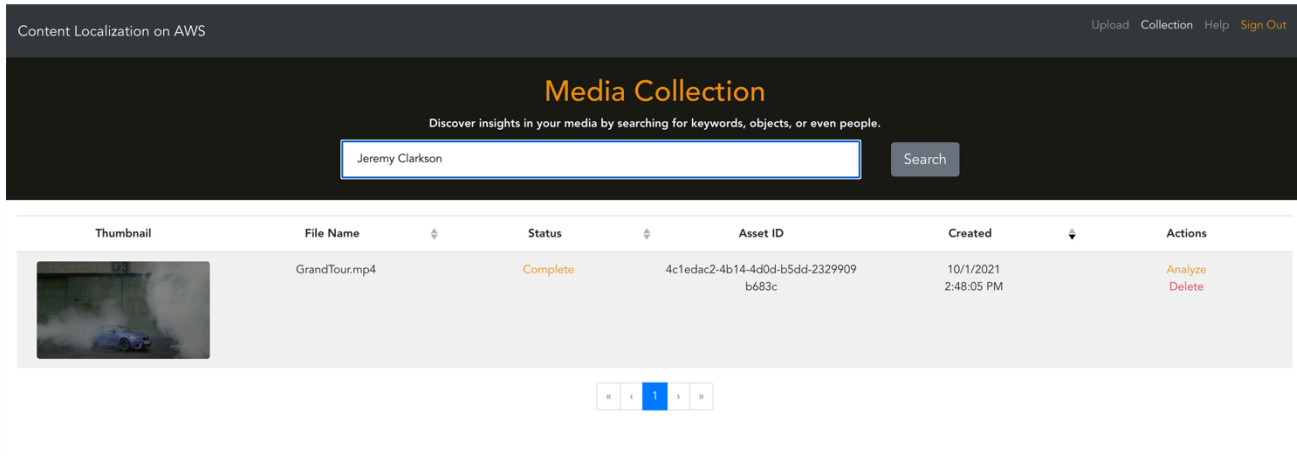 Content Localization on AWS
Upload Collection Help Sign Out
Media Collection
Discover insights in your media by searching for keywords, objects, or even people.
Jeremy Clarkson
Search
Thumbnail File Name Status Asset ID Created Actions
GrandTour.mp4 Complete 4c1edac2-4b14-4d0d-b5dd-2329909 10/1/2021 Analyze
b683c 2:48:05 PM Delete
« ‹ 1 › »